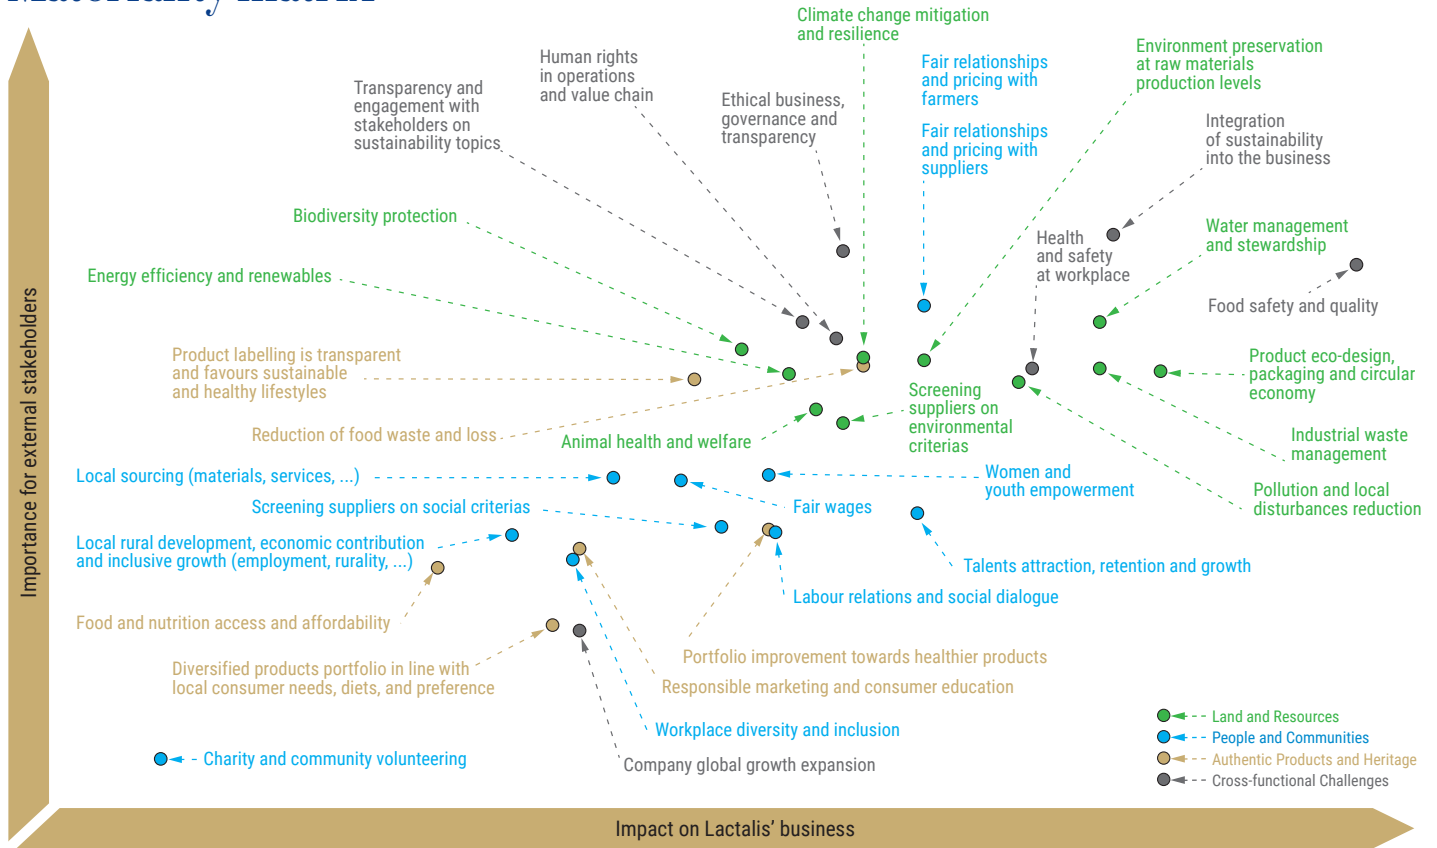 Materiality matrix
Climate change mitigation
and resilience
Human rights
in operations
and value chain
Fair relationships
and pricing with
farmers
Environment preservation
at raw materials
production levels
Transparency and
engagement with
stakeholders on
sustainability topics
Ethical business,
governance and
transparency
Fair relationships
and pricing with
suppliers
Integration
of sustainability
into the business
Biodiversity protection
Water management
and stewardship
Health
and safety
at workplace
Energy efficiency and renewables
Food safety and quality
Product labelling is transparent
and favours sustainable
and healthy lifestyles
Product eco-design,
packaging and circular
economy
Screening
suppliers on
environmental
criterias
Reduction of food waste and loss
Animal health and welfare
Industrial waste
management
Local sourcing (materials, services, ...)
Women and
youth empowerment
Pollution and local
disturbances reduction
Screening suppliers on social criterias
Fair wages
Local rural development, economic contribution
and inclusive growth (employment, rurality, ...)
Talents attraction, retention and growth
Labour relations and social dialogue
Food and nutrition access and affordability
Portfolio improvement towards healthier products
Diversified products portfolio in line with
local consumer needs, diets, and preference
Responsible marketing and consumer education
Workplace diversity and inclusion
Charity and community volunteering
Company global growth expansion
Land and Resources
People and Communities
Authentic Products and Heritage
Cross-functional Challenges
Importance for external stakeholders
Impact on Lactalis' business